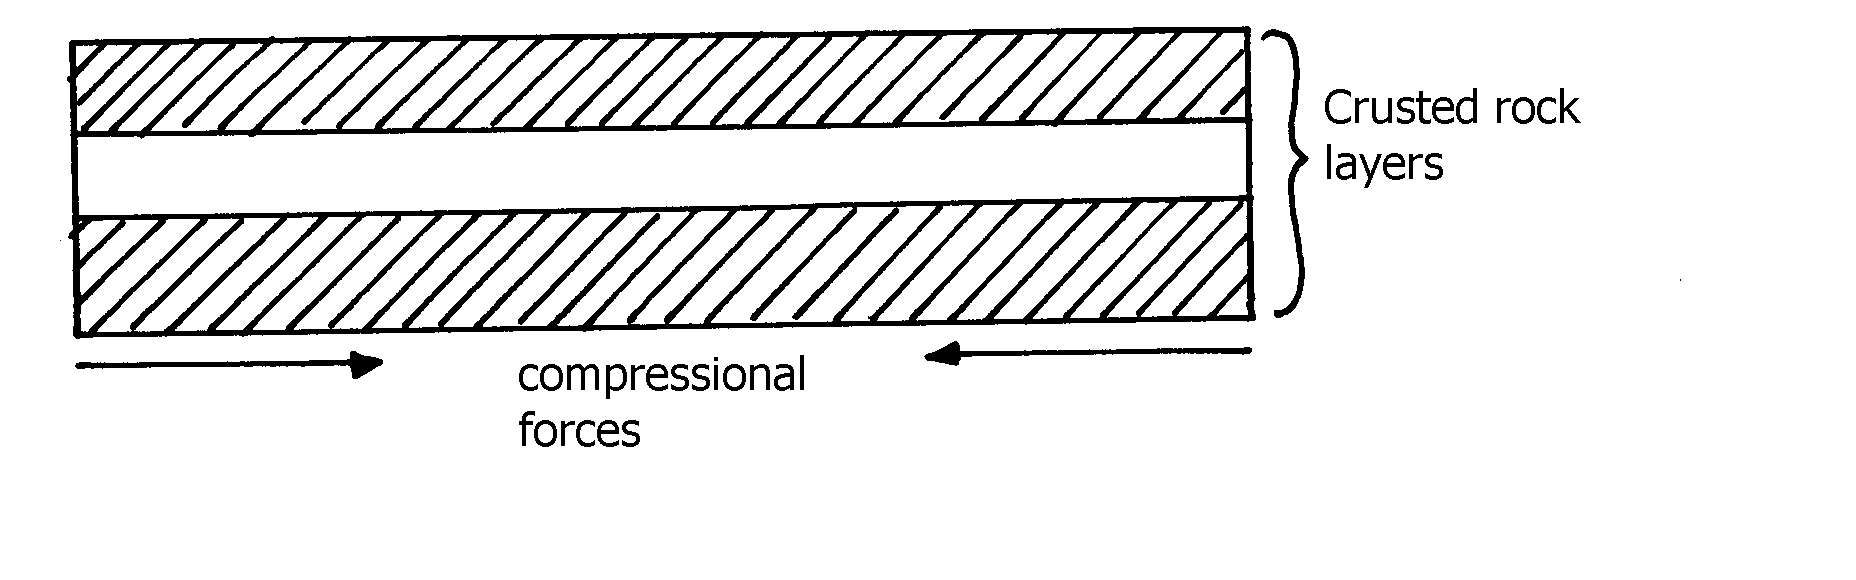 Crusted rock
layers
compressional
forces